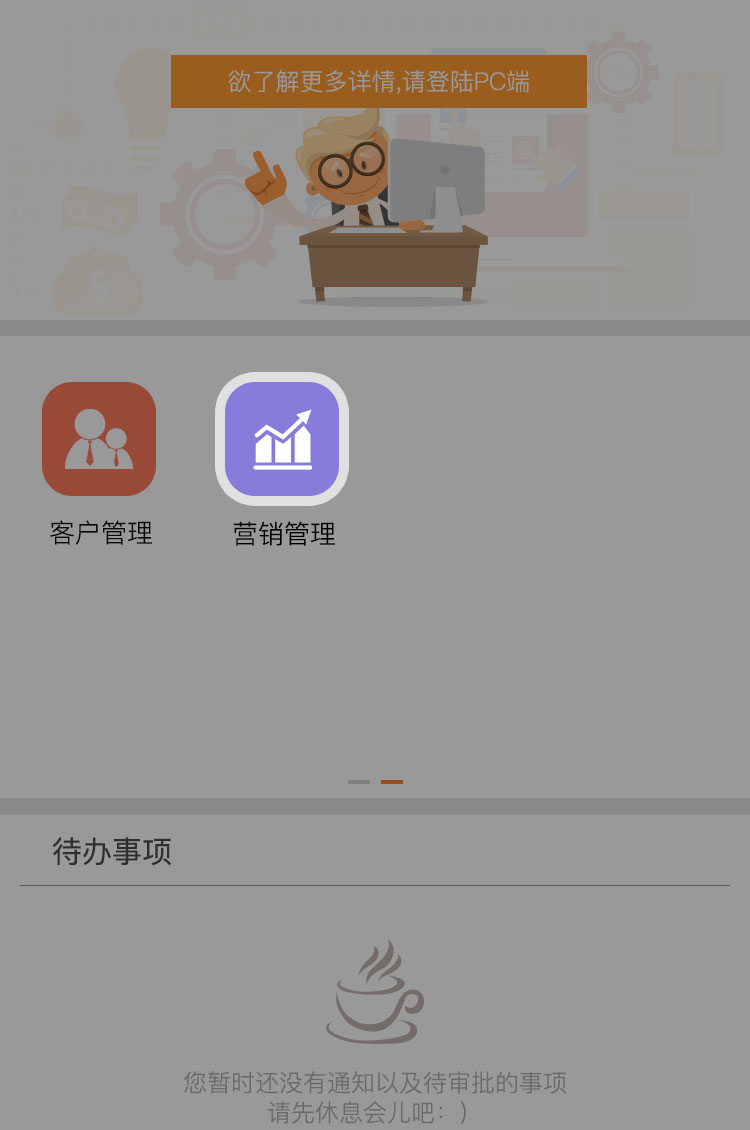 欲了解更多详情,请登陆PC端
客户管理
营销管理
待办事项
您暂时还没有通知以及待审批的事项
请先休息会儿吧：)